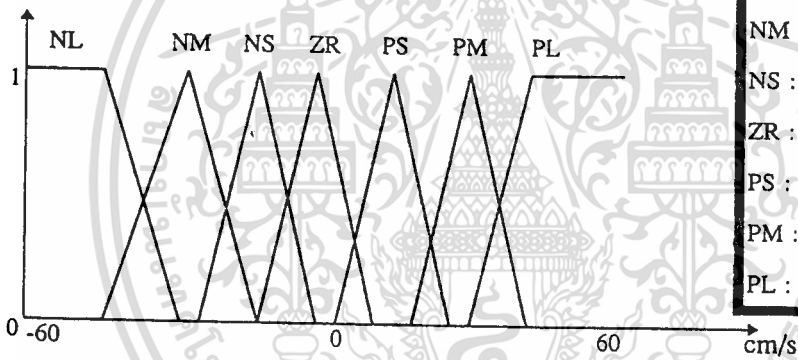 NL NM NS ZR PS PM PL
1
0 -60 0 60 cm/s
NM
NS :
ZR :
PS :
PM :
PL :